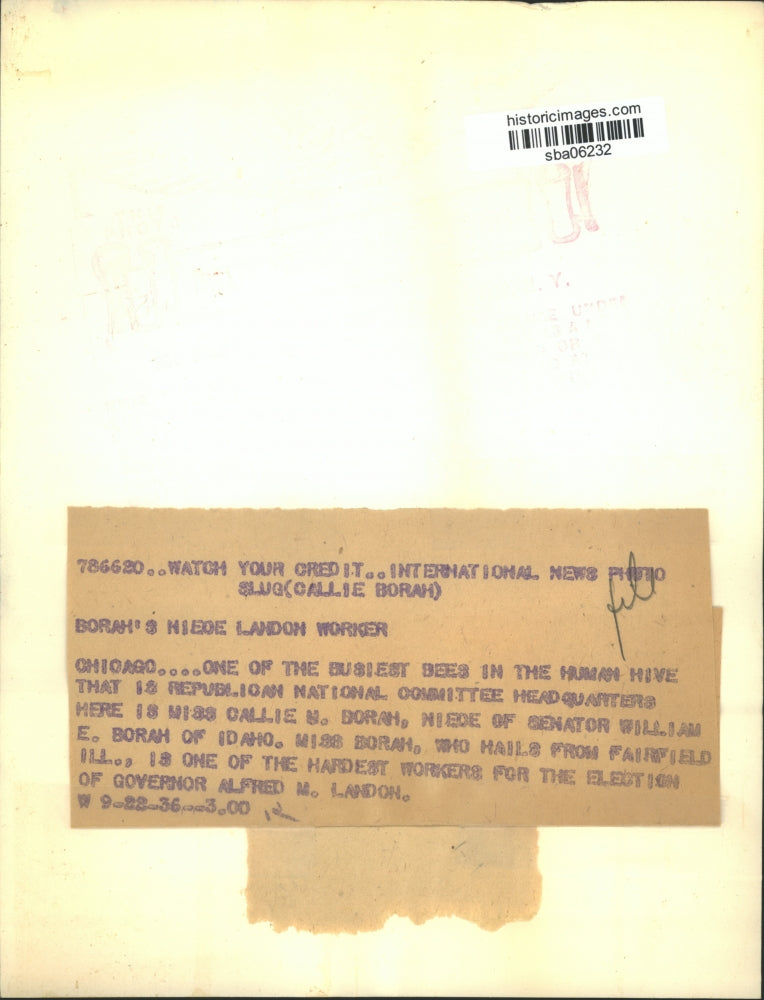 historicimages.com
sba06232
. Y.
786620..WATCH YOUR CREDIT..INTERNATIONAL NEWS PHOTO
SLUG(CALLIE BORAH)
BORAH'S NIECE LANDON WORKER
CHICAGO....ONE OF THE BUSIEST BEES IN THE HUMAN HIVE
THAT IS REPUBLICAN NATIONAL COMMITTEE HEADQUARTERS
HERE IS MISS CALLIE N. BORAH, NIECE OF SENATOR WILLIAM
E. BORAH OF IDAHO. MISS BORAH, WHO HAILS FROM FAIRFIELD
ILL., IS ONE OF THE HARDEST WORKERS FOR THE ELECTION
OF GOVERNOR ALFRED M. LANDON.
W 9-22-36--3.00